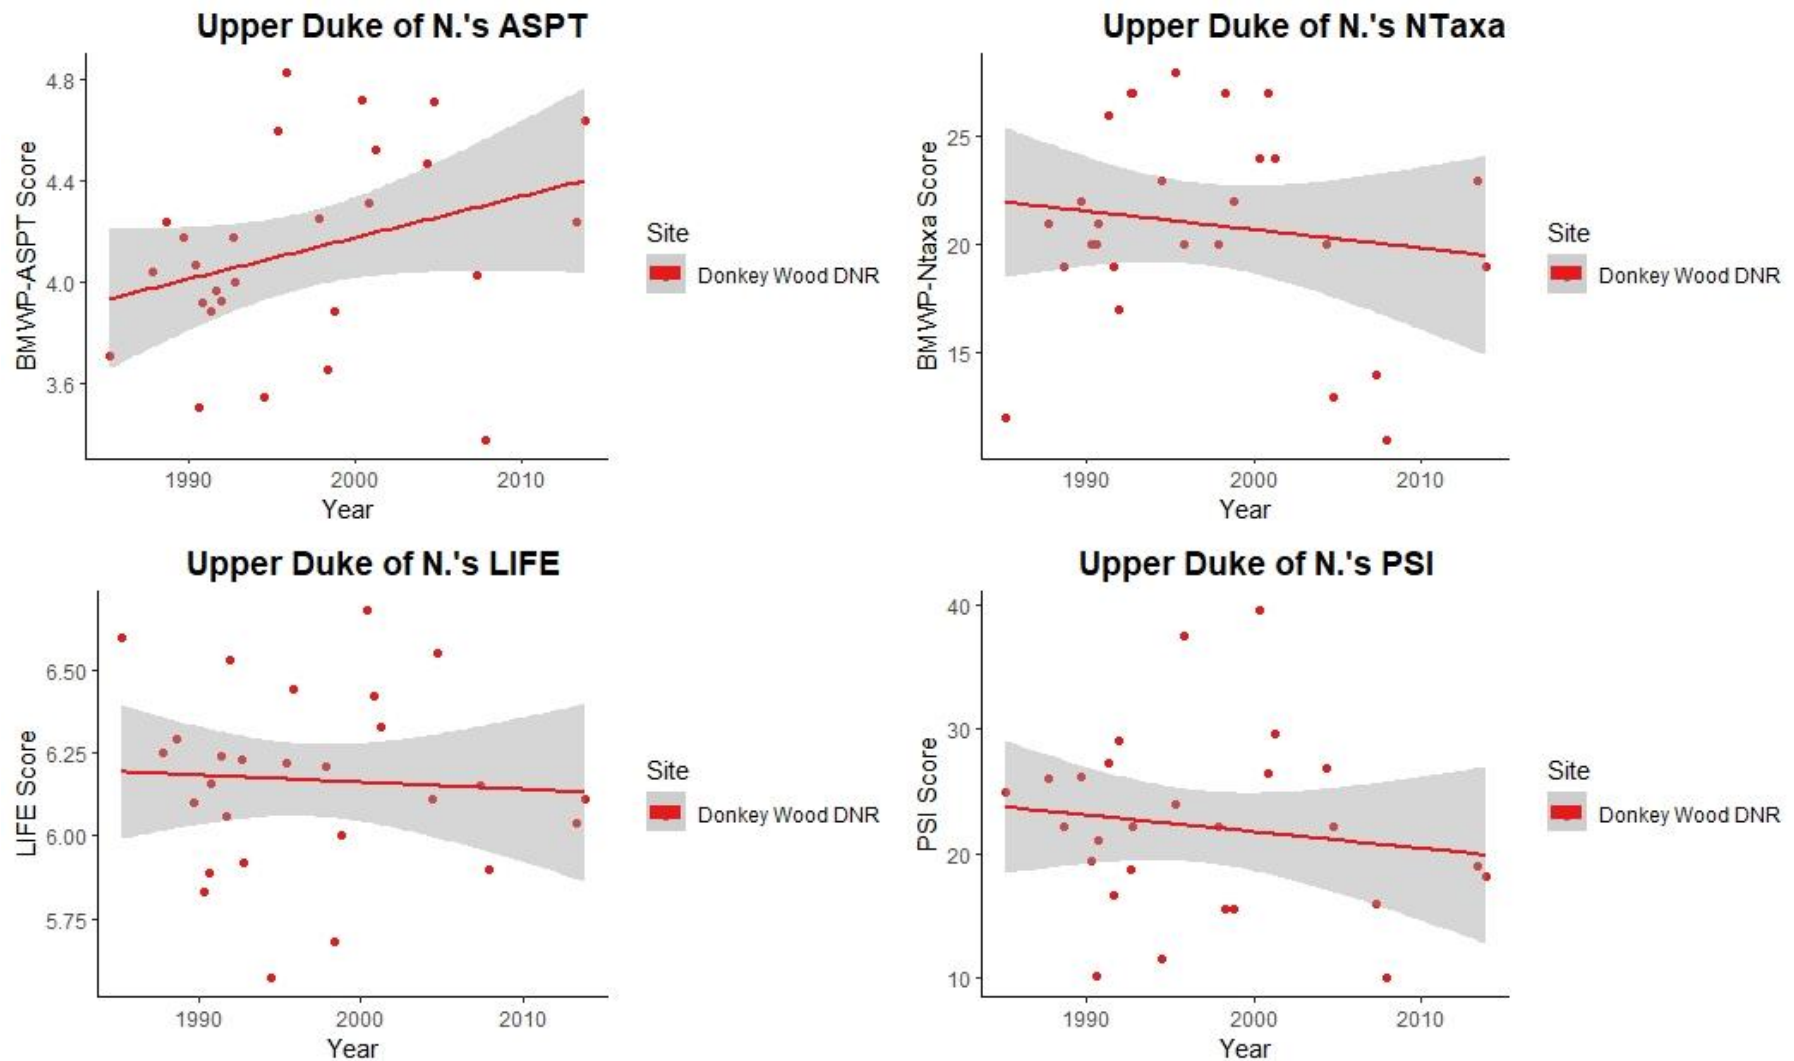 Upper Duke of N.'s ASPT
BMWP-ASPT Score
4.8
4.4
4.0
3.6
1990 2000 2010
Year
Site
Donkey Wood DNR
Upper Duke of N.'s NTaxa
BMWP-Ntaxa Score
25
20
15
1990 2000 2010
Year
Site
Donkey Wood DNR
Upper Duke of N.'s LIFE
LIFE Score
6.50
6.25
6.00
5.75
1990 2000 2010
Year
Site
Donkey Wood DNR
Upper Duke of N.'s PSI
PSI Score
40
30
20
10
1990 2000 2010
Year
Site
Donkey Wood DNR